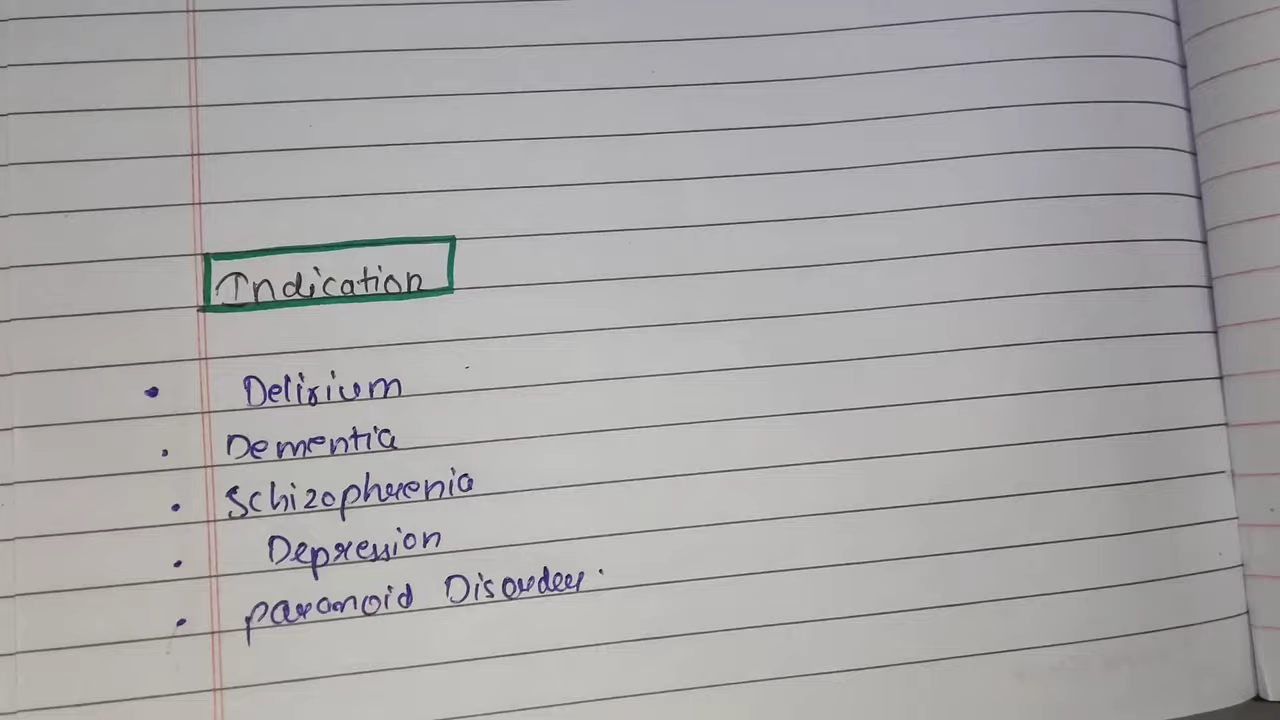 Indication
• Delirium
• Dementia
• Schizophrenia
• Depression
• paranoid Disorder.